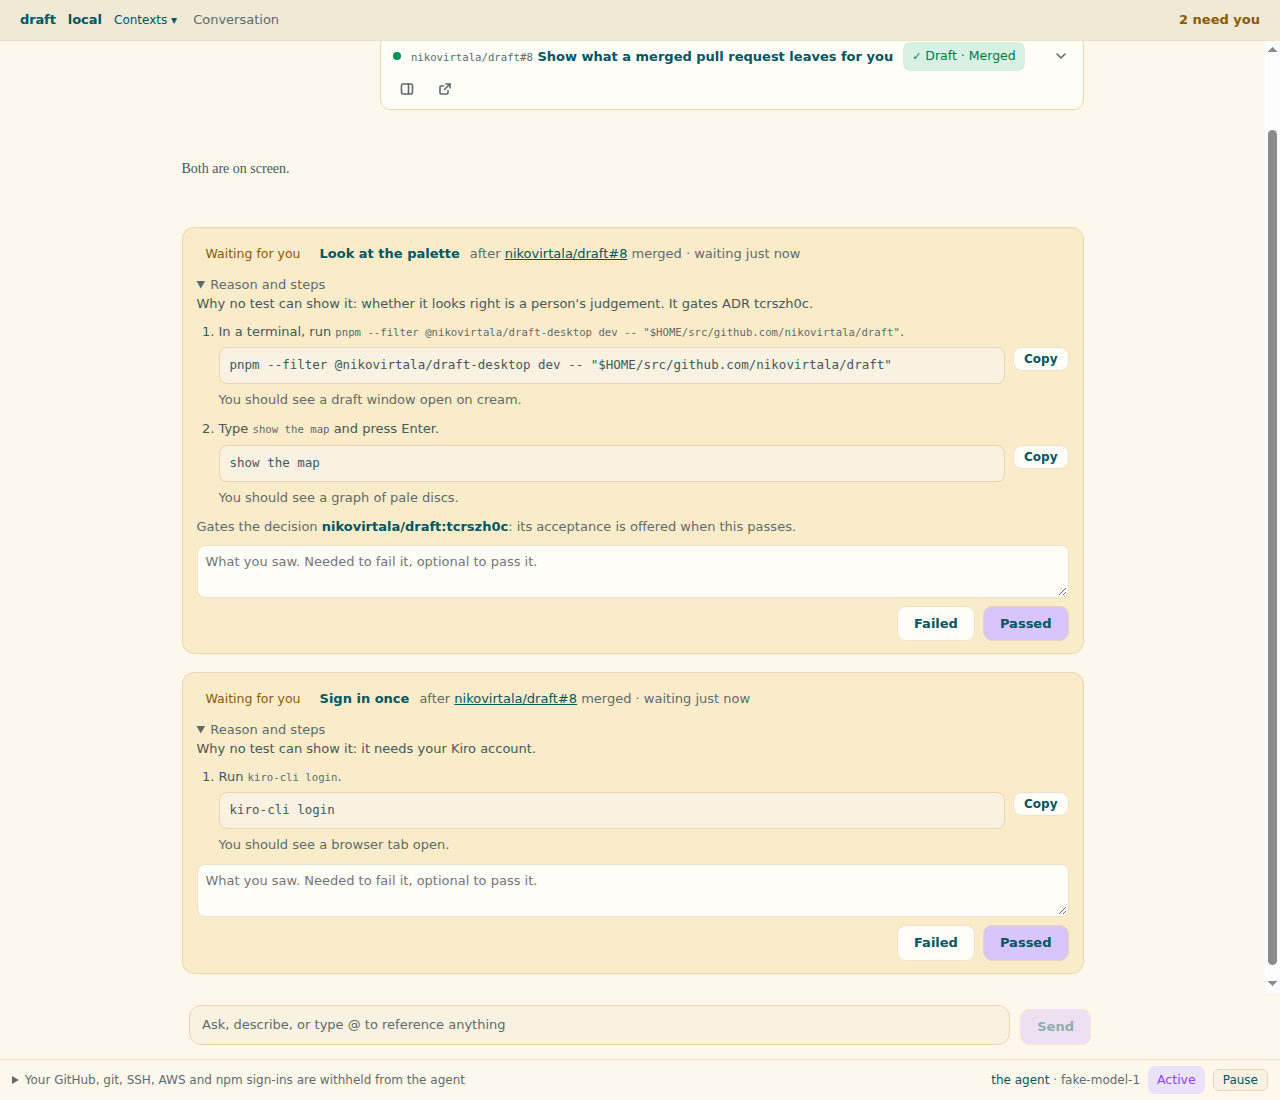 draft local Contexts ▾ Conversation 2 need you
nikovirtala/draft#8 Show what a merged pull request leaves for you ✓ Draft · Merged
Both are on screen.
Waiting for you Look at the palette after nikovirtala/draft#8 merged · waiting just now
▼ Reason and steps
Why no test can show it: whether it looks right is a person's judgement. It gates ADR tcrszh0c.
1. In a terminal, run pnpm --filter @nikovirtala/draft-desktop dev -- "$HOME/src/github.com/nikovirtala/draft".
pnpm --filter @nikovirtala/draft-desktop dev -- "$HOME/src/github.com/nikovirtala/draft" Copy
You should see a draft window open on cream.
2. Type show the map and press Enter.
show the map Copy
You should see a graph of pale discs.
Gates the decision nikovirtala/draft:tcrszh0c: its acceptance is offered when this passes.
What you saw. Needed to fail it, optional to pass it.
Failed Passed
Waiting for you Sign in once after nikovirtala/draft#8 merged · waiting just now
▼ Reason and steps
Why no test can show it: it needs your Kiro account.
1. Run kiro-cli login.
kiro-cli login Copy
You should see a browser tab open.
What you saw. Needed to fail it, optional to pass it.
Failed Passed
Ask, describe, or type @ to reference anything Send
▶ Your GitHub, git, SSH, AWS and npm sign-ins are withheld from the agent the agent · fake-model-1 Active Pause